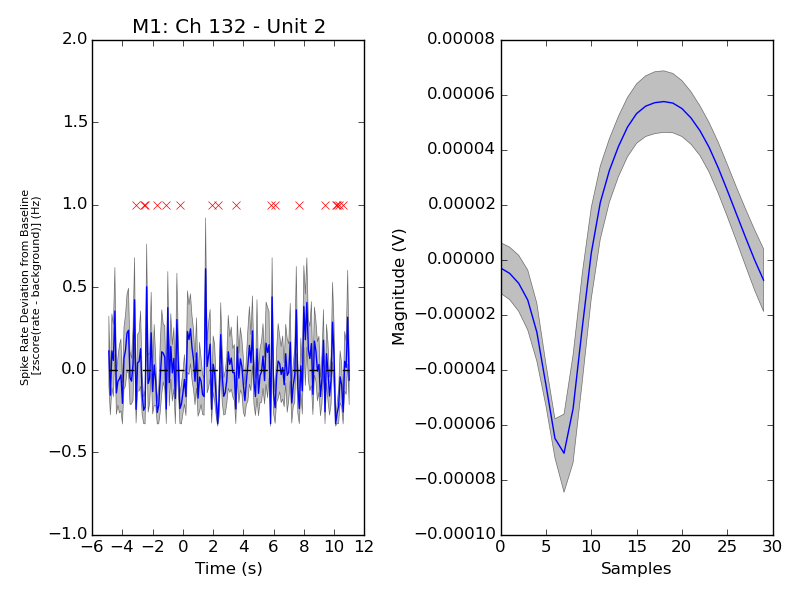 M1: Ch 132 - Unit 2
2.0
1.5
1.0
0.5
0.0
−0.5
−1.0
−6 −4 −2 0 2 4 6 8 10 12
Time (s)
Spike Rate Deviation from Baseline
[zscore(rate - background)] (Hz)
0.00008
0.00006
0.00004
0.00002
0.00000
−0.00002
−0.00004
−0.00006
−0.00008
−0.00010
0 5 10 15 20 25 30
Samples
Magnitude (V)